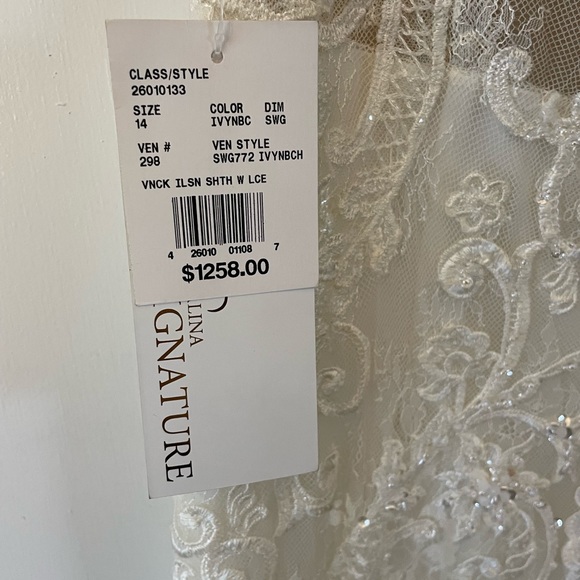 CLASS/STYLE
26010133
SIZE COLOR DIM
14 IVYNBC SWG
VEN # VEN STYLE
298 SWG772 IVYNBCH
VNCK ILSN SHTH W LCE
4 26010 01108 7
$1258.00
LLINA
GNATURE